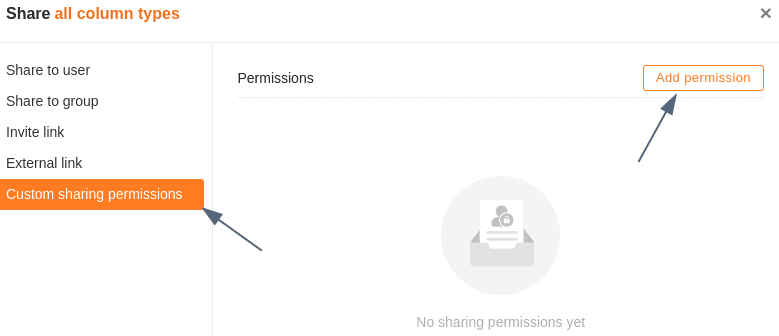 Share all column types
Share to user
Share to group
Invite link
External link
Custom sharing permissions
Permissions
Add permission
No sharing permissions yet